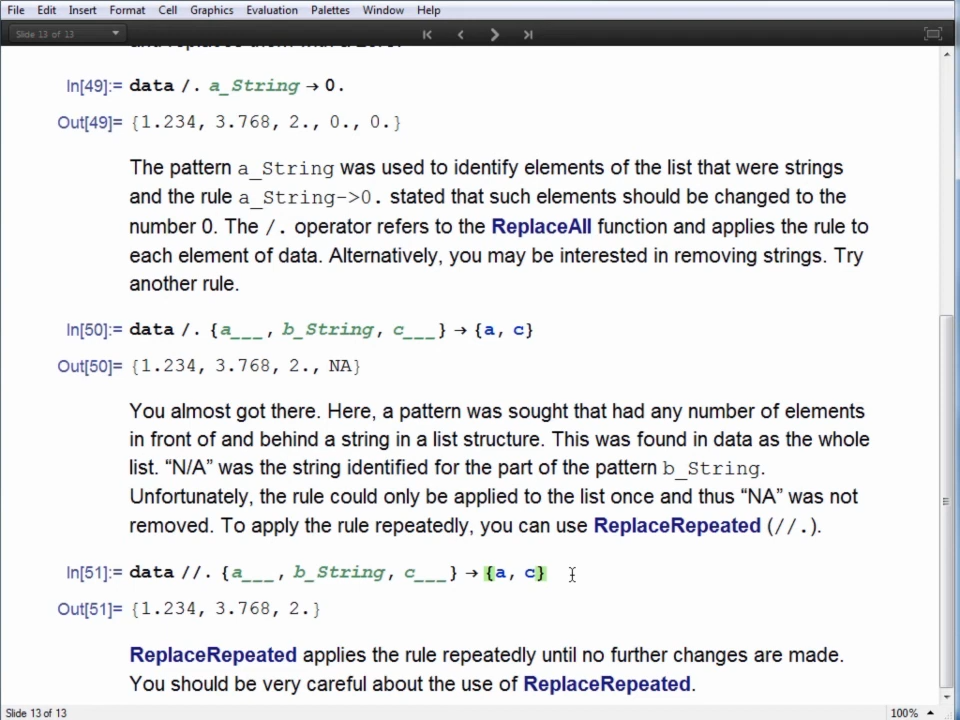 File Edit Insert Format Cell Graphics Evaluation Palettes Window Help
Slide 13 of 13
and replaces them with a zero.
In[49]:= data /. a_String → 0.
Out[49]= {1.234, 3.768, 2., 0., 0.}
The pattern a_String was used to identify elements of the list that were strings
and the rule a_String->0. stated that such elements should be changed to the
number 0. The /. operator refers to the ReplaceAll function and applies the rule to
each element of data. Alternatively, you may be interested in removing strings. Try
another rule.
In[50]:= data /. {a___, b_String, c___} → {a, c}
Out[50]= {1.234, 3.768, 2., NA}
You almost got there. Here, a pattern was sought that had any number of elements
in front of and behind a string in a list structure. This was found in data as the whole
list. “N/A” was the string identified for the part of the pattern b_String.
Unfortunately, the rule could only be applied to the list once and thus “NA” was not
removed. To apply the rule repeatedly, you can use ReplaceRepeated (//.).
In[51]:= data //. {a___, b_String, c___} → {a, c}
Out[51]= {1.234, 3.768, 2.}
ReplaceRepeated applies the rule repeatedly until no further changes are made.
You should be very careful about the use of ReplaceRepeated.
Slide 13 of 13 100%